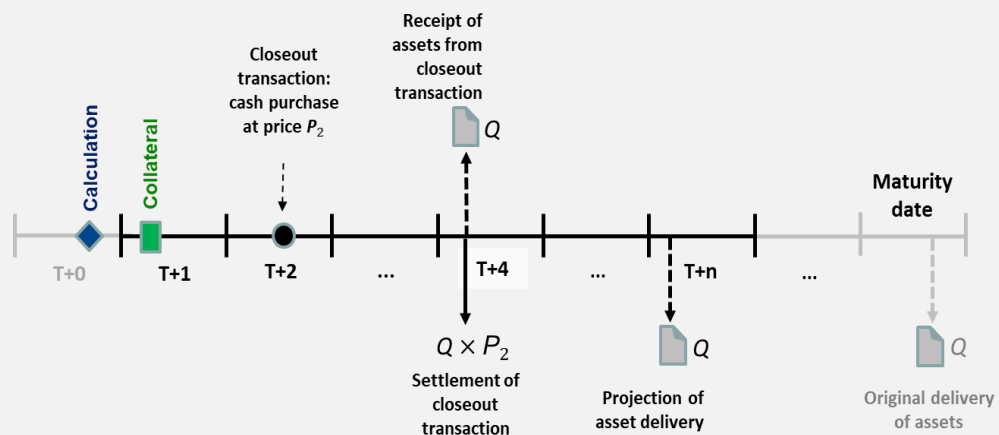 Receipt of
assets from
closeout
transaction
Q
Closeout
transaction:
cash purchase
at price P₂
Calculation
Collateral
Maturity
date
T+0
T+1
T+2
...
T+4
...
T+n
...
Q × P₂
Settlement of
closeout
transaction
Q
Projection of
asset delivery
Q
Original delivery
of assets